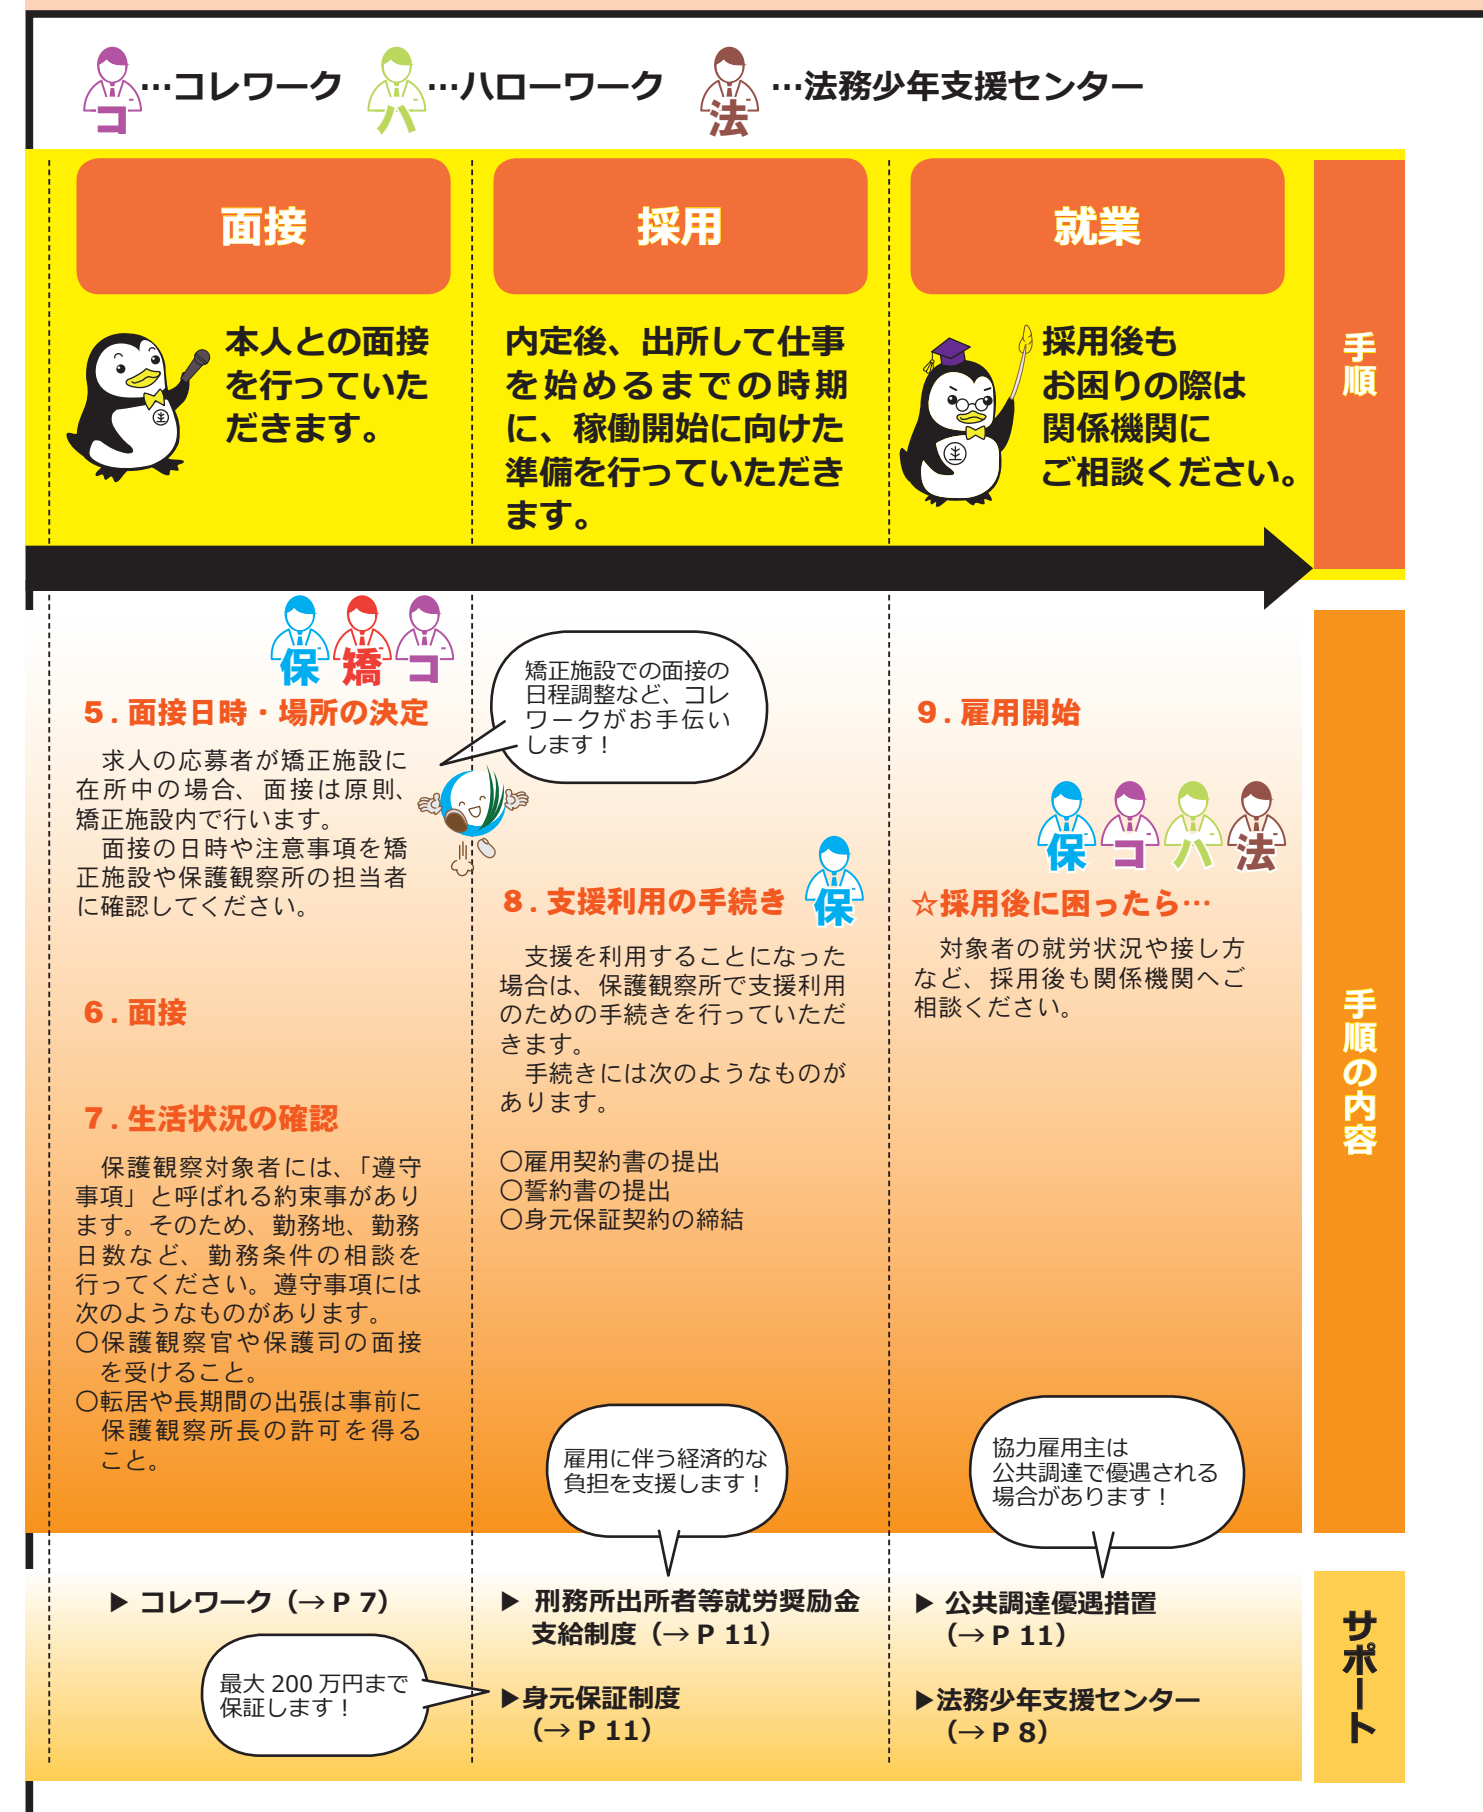 コ…コレワーク
ハ…ハローワーク
法…法務少年支援センター
面接
採用
就業
手順
本人との面接
を行っていた
だきます。
内定後、出所して仕事
を始めるまでの時期
に、稼働開始に向けた
準備を行っていただき
ます。
採用後も
お困りの際は
関係機関に
ご相談ください。
保 矯 コ
5.面接日時・場所の決定
求人の応募者が矯正施設に
在所中の場合、面接は原則、
矯正施設内で行います。
面接の日時や注意事項を矯
正施設や保護観察所の担当者
に確認してください。
6.面接
7.生活状況の確認
保護観察対象者には、「遵守
事項」と呼ばれる約束事があり
ます。そのため、勤務地、勤務
日数など、勤務条件の相談を
行ってください。遵守事項には
次のようなものがあります。
○保護観察官や保護司の面接
を受けること。
○転居や長期間の出張は事前に
保護観察所長の許可を得る
こと。
矯正施設での面接の
日程調整など、コレ
ワークがお手伝い
します!
保
8.支援利用の手続き
支援を利用することになった
場合は、保護観察所で支援利用
のための手続きを行っていただ
きます。
手続きには次のようなものが
あります。
○雇用契約書の提出
○誓約書の提出
○身元保証契約の締結
雇用に伴う経済的な
負担を支援します!
9.雇用開始
保 コ ハ 法
☆採用後に困ったら…
対象者の就労状況や接し方
など、採用後も関係機関へご
相談ください。
協力雇用主は
公共調達で優遇される
場合があります!
手順の内容
▶ コレワーク(→P 7)
最大 200 万円まで
保証します!
▶ 刑務所出所者等就労奨励金
支給制度(→P 11)
▶身元保証制度
(→P 11)
▶ 公共調達優遇措置
(→P 11)
▶法務少年支援センター
(→P 8)
サポート